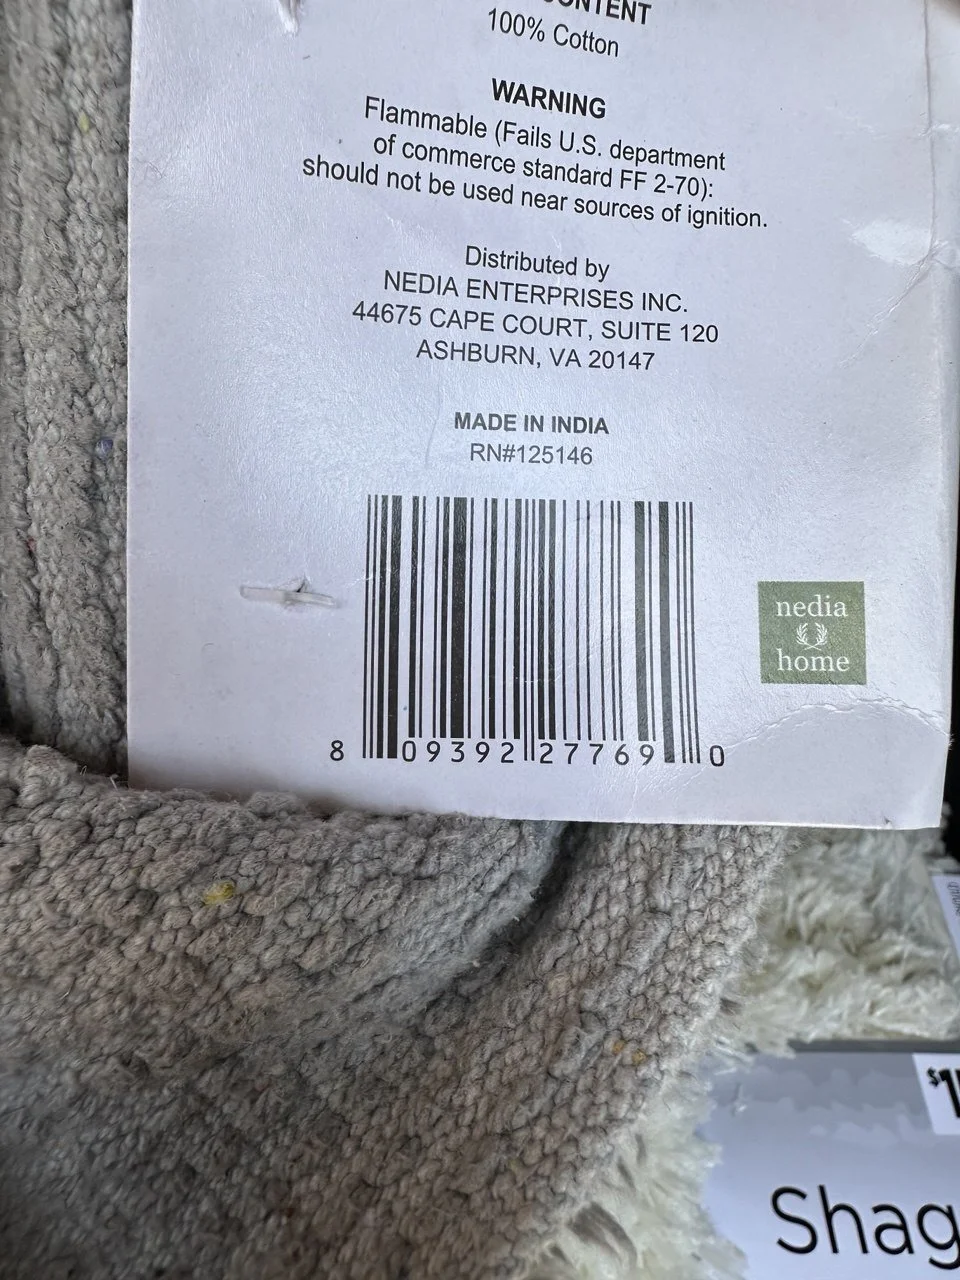 CONTENT
100% Cotton
WARNING
Flammable (Fails U.S. department
of commerce standard FF 2-70):
should not be used near sources of ignition.
Distributed by
NEDIA ENTERPRISES INC.
44675 CAPE COURT, SUITE 120
ASHBURN, VA 20147
MADE IN INDIA
RN#125146
8 09392 27769 0
nedia
home
$1
Shag